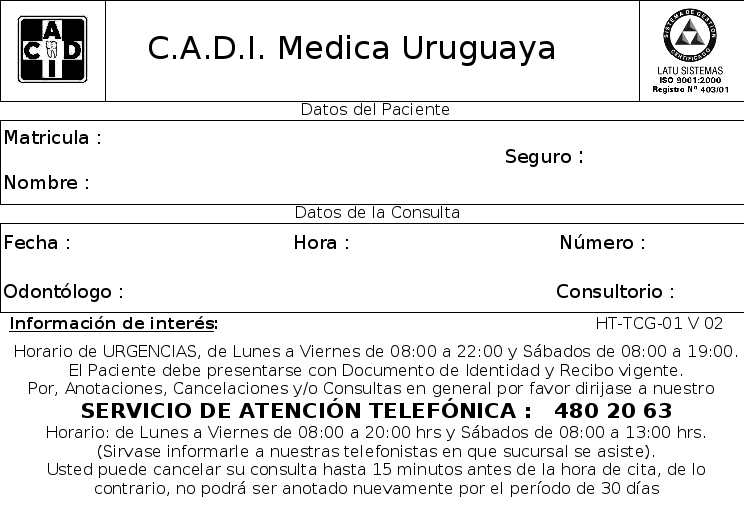 C.A.D.I. Medica Uruguaya
CADI
SISTEMA DE GESTIÓN
CERTIFICADO
LATU SISTEMAS
ISO 9001:2000
Registro Nº 403/01
Datos del Paciente
Matricula :
Seguro :
Nombre :
Datos de la Consulta
Fecha : Hora : Número :
Odontólogo : Consultorio :
Información de interés: HT-TCG-01 V 02
Horario de URGENCIAS, de Lunes a Viernes de 08:00 a 22:00 y Sábados de 08:00 a 19:00.
El Paciente debe presentarse con Documento de Identidad y Recibo vigente.
Por, Anotaciones, Cancelaciones y/o Consultas en general por favor dirijase a nuestro
SERVICIO DE ATENCIÓN TELEFÓNICA : 480 20 63
Horario: de Lunes a Viernes de 08:00 a 20:00 hrs y Sábados de 08:00 a 13:00 hrs.
(Sirvase informarle a nuestras telefonistas en que sucursal se asiste).
Usted puede cancelar su consulta hasta 15 minutos antes de la hora de cita, de lo
contrario, no podrá ser anotado nuevamente por el período de 30 días